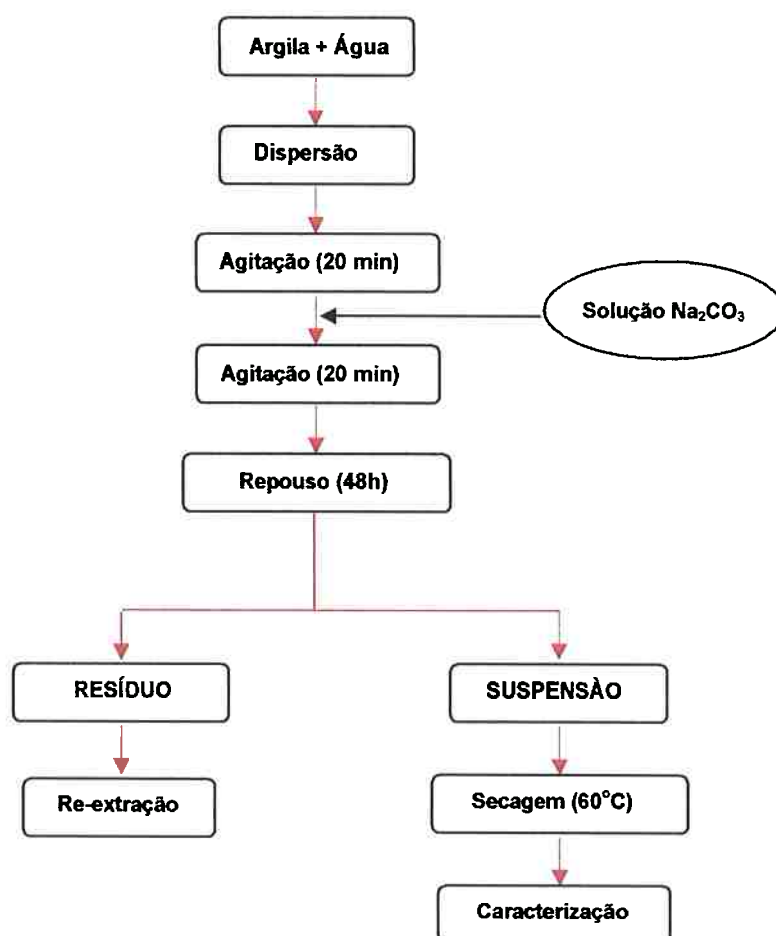 Argila + Água
Dispersão
Agitação (20 min)
Solução Na₂CO₃
Agitação (20 min)
Repouso (48h)
RESÍDUO
SUSPENSÀO
Re-extração
Secagem (60°C)
Caracterização